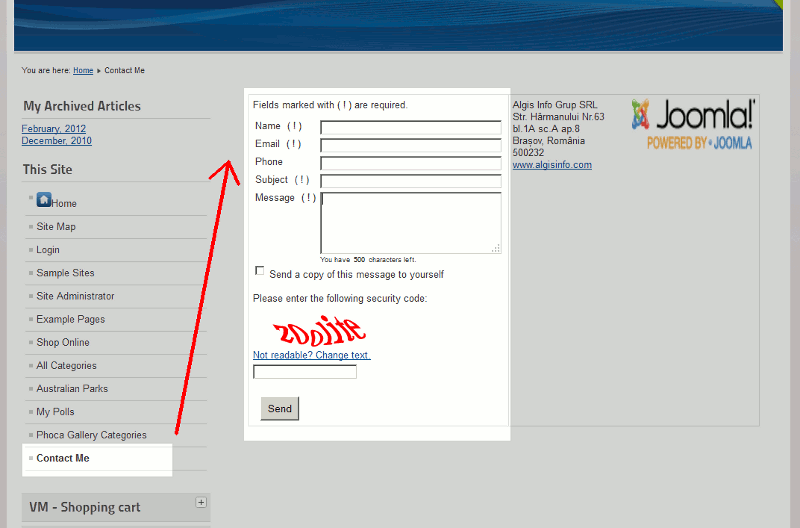 You are here: Home Contact Me
My Archived Articles
February, 2012
December, 2010
This Site
Home
Site Map
Login
Sample Sites
Site Administrator
Example Pages
Shop Online
All Categories
Australian Parks
My Polls
Phoca Gallery Categories
Contact Me
VM - Shopping cart
Fields marked with ( ! ) are required.
Name ( ! )
Email ( ! )
Phone
Subject ( ! )
Message ( ! )
You have 500 characters left.
Send a copy of this message to yourself
Please enter the following security code:
Not readable? Change text.
Send
Algis Info Grup SRL
Str. Hărmanului Nr.63
bl.1A sc.A ap.8
Brașov, România
500232
www.algisinfo.com
Joomla!
POWERED BY JOOMLA